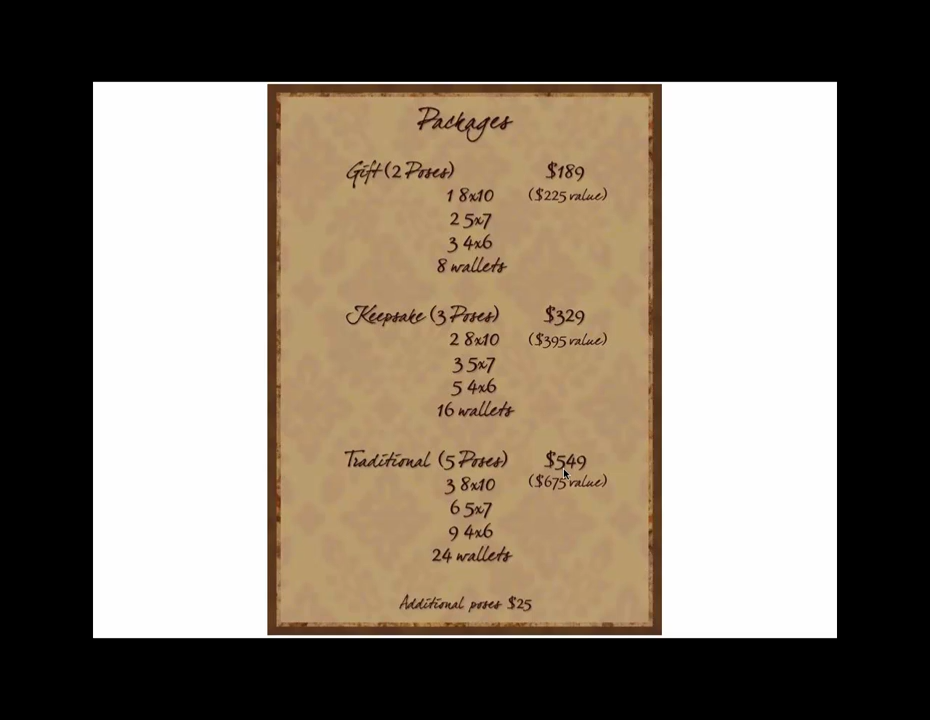 Packages
Gift (2 Poses) $189
1 8x10 ($225 value)
2 5x7
3 4x6
8 wallets
Keepsake (3 Poses) $329
2 8x10 ($395 value)
3 5x7
5 4x6
16 wallets
Traditional (5 Poses) $549
3 8x10 ($675 value)
6 5x7
9 4x6
24 wallets
Additional poses $25